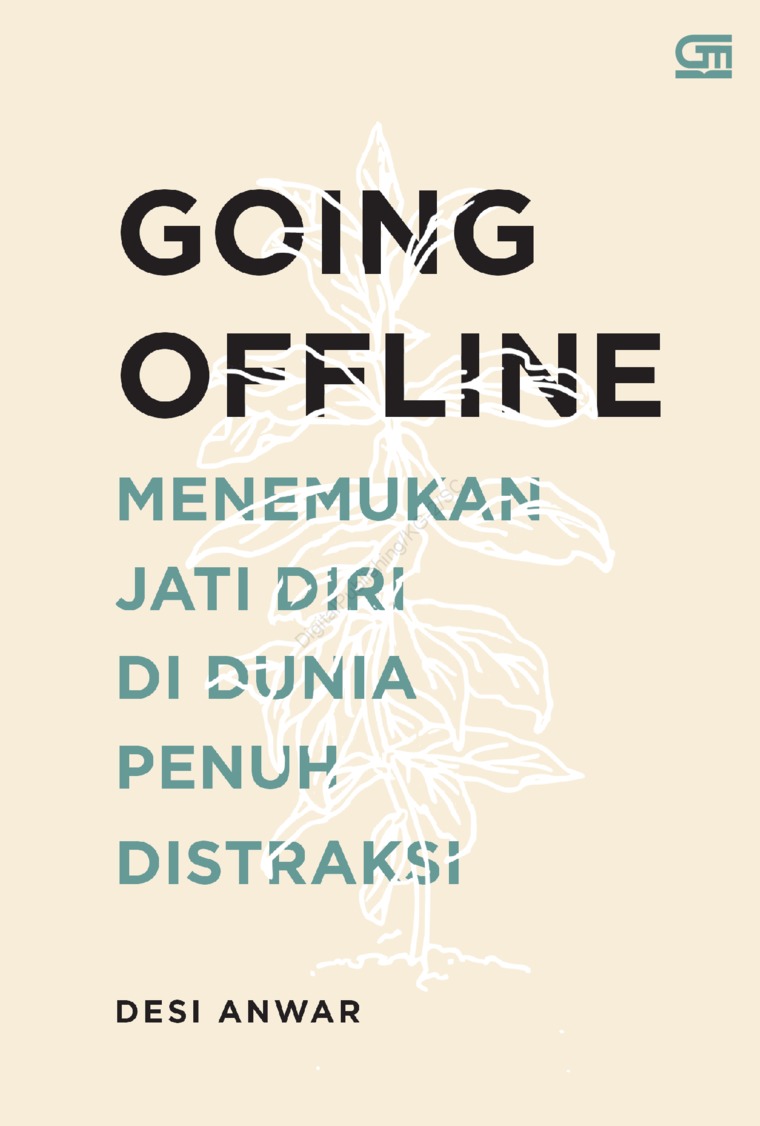 GOING
OFFLINE
MENEMUKAN
JATI DIRI
DI DUNIA
PENUH
DISTRAKSI
DESI ANWAR